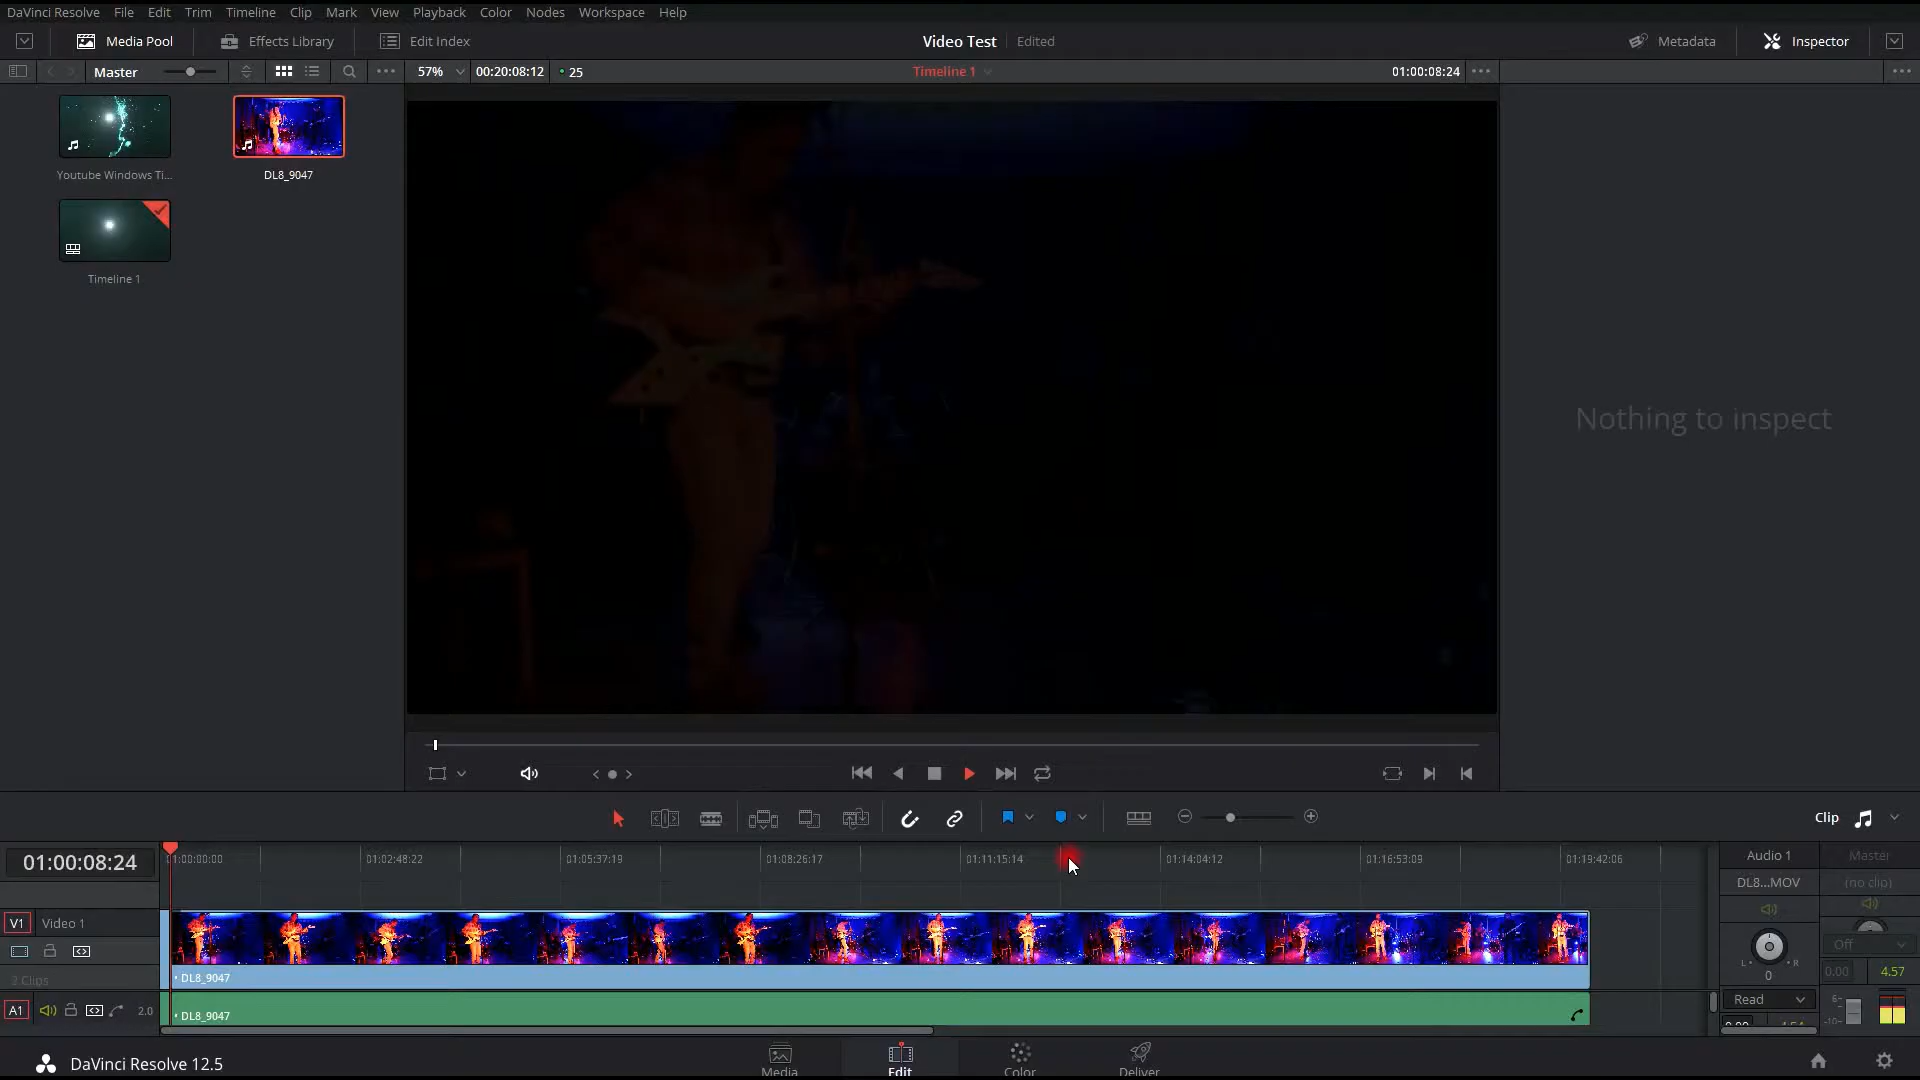 DaVinci Resolve File Edit Trim Timeline Clip Mark View Playback Color Nodes Workspace Help
Media Pool Effects Library Edit Index Video Test Edited Metadata Inspector
Master 57% 00:20:08:12 25 Timeline 1 01:00:08:24
Youtube Windows Ti... DL8_9047
Timeline 1
Nothing to inspect
Clip
01:00:08:24 01:00:00:00 01:02:48:22 01:05:37:19 01:08:26:17 01:11:15:14 01:14:04:12 01:16:53:09 01:19:42:06 Audio 1 Master
DL8...MOV (no clip)
V1 Video 1
L R Off
0
2 Clips DL8_9047 0.00 4.57
Read
A1 2.0 DL8_9047
DaVinci Resolve 12.5 Media Edit Color Deliver